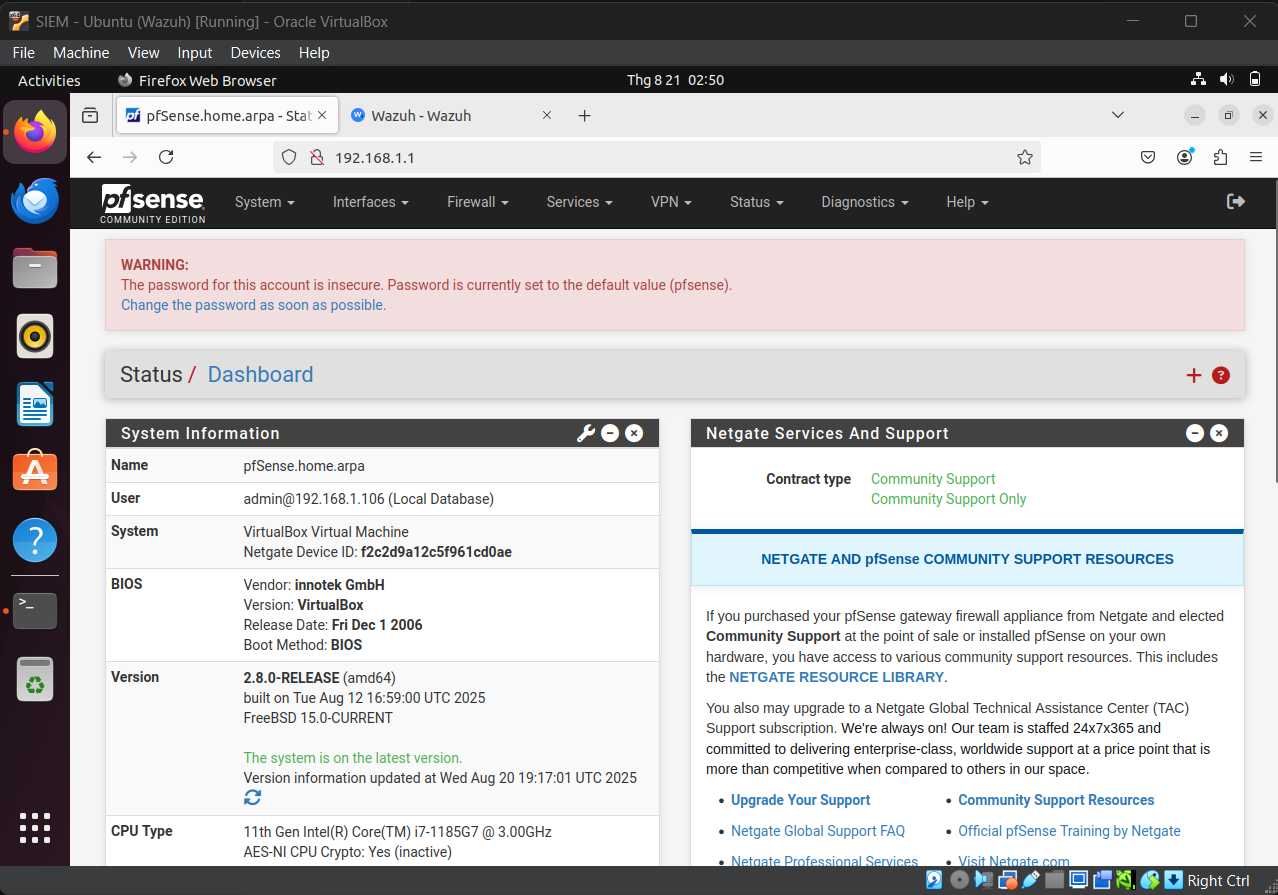 SIEM - Ubuntu (Wazuh) [Running] - Oracle VirtualBox
File Machine View Input Devices Help
Activities Firefox Web Browser Thg 8 21 02:50
pfSense.home.arpa - Stat Wazuh - Wazuh
192.168.1.1
pfsense COMMUNITY EDITION System Interfaces Firewall Services VPN Status Diagnostics Help
WARNING:
The password for this account is insecure. Password is currently set to the default value (pfsense).
Change the password as soon as possible.
Status / Dashboard
System Information
Name pfSense.home.arpa
User admin@192.168.1.106 (Local Database)
System VirtualBox Virtual Machine
Netgate Device ID: f2c2d9a12c5f961cd0ae
BIOS Vendor: innotek GmbH
Version: VirtualBox
Release Date: Fri Dec 1 2006
Boot Method: BIOS
Version 2.8.0-RELEASE (amd64)
built on Tue Aug 12 16:59:00 UTC 2025
FreeBSD 15.0-CURRENT
The system is on the latest version.
Version information updated at Wed Aug 20 19:17:01 UTC 2025
CPU Type 11th Gen Intel(R) Core(TM) i7-1185G7 @ 3.00GHz
AES-NI CPU Crypto: Yes (inactive)
Netgate Services And Support
Contract type Community Support
Community Support Only
NETGATE AND pfSense COMMUNITY SUPPORT RESOURCES
If you purchased your pfSense gateway firewall appliance from Netgate and elected
Community Support at the point of sale or installed pfSense on your own
hardware, you have access to various community support resources. This includes
the NETGATE RESOURCE LIBRARY.
You also may upgrade to a Netgate Global Technical Assistance Center (TAC)
Support subscription. We're always on! Our team is staffed 24x7x365 and
committed to delivering enterprise-class, worldwide support at a price point that is
more than competitive when compared to others in our space.
• Upgrade Your Support • Community Support Resources
• Netgate Global Support FAQ • Official pfSense Training by Netgate
• Netgate Professional Services • Visit Netgate.com
Right Ctrl